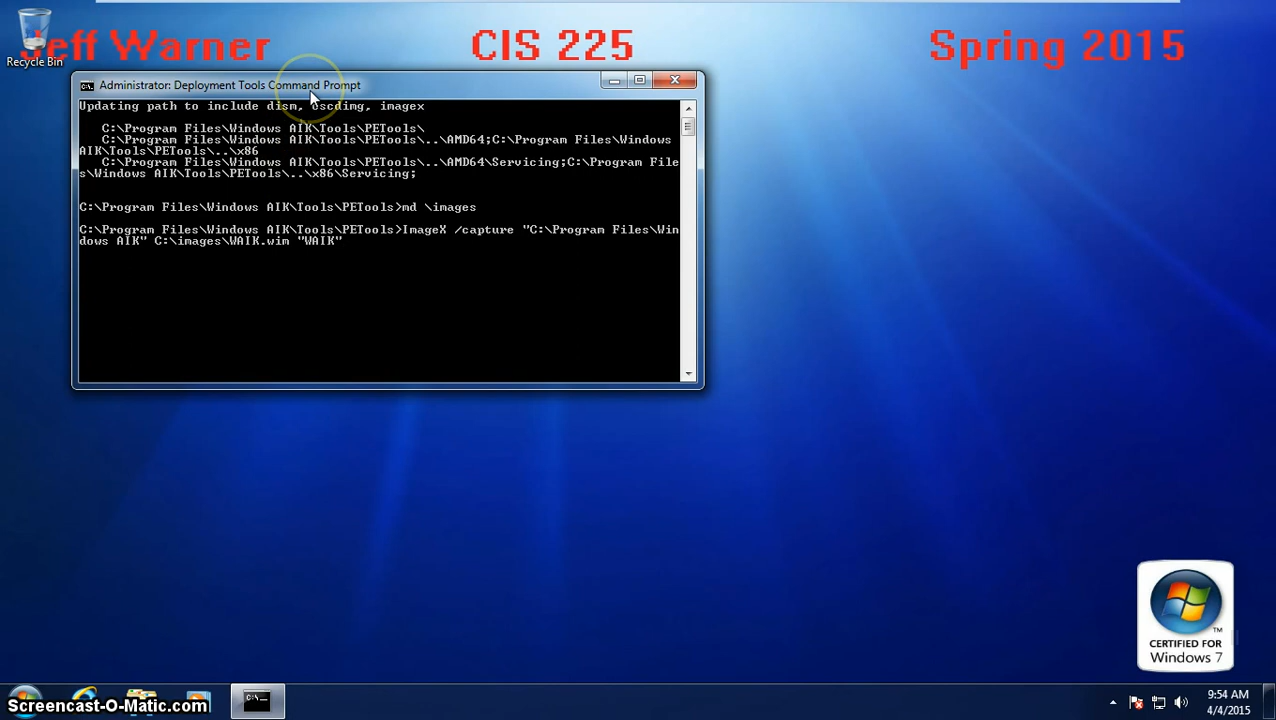 Jeff Warner CIS 225 Spring 2015
Recycle Bin
Administrator: Deployment Tools Command Prompt
Updating path to include dism, oscdimg, imagex
C:\Program Files\Windows AIK\Tools\PETools\
C:\Program Files\Windows AIK\Tools\PETools\..\AMD64;C:\Program Files\Windows
AIK\Tools\PETools\..\x86
C:\Program Files\Windows AIK\Tools\PETools\..\AMD64\Servicing;C:\Program File
s\Windows AIK\Tools\PETools\..\x86\Servicing;
C:\Program Files\Windows AIK\Tools\PETools>md \images
C:\Program Files\Windows AIK\Tools\PETools>ImageX /capture "C:\Program Files\Win
dows AIK" C:\images\WAIK.wim "WAIK"
CERTIFIED FOR
Windows 7
TM
C:\_
Screencast-O-Matic.com
9:54 AM
4/4/2015